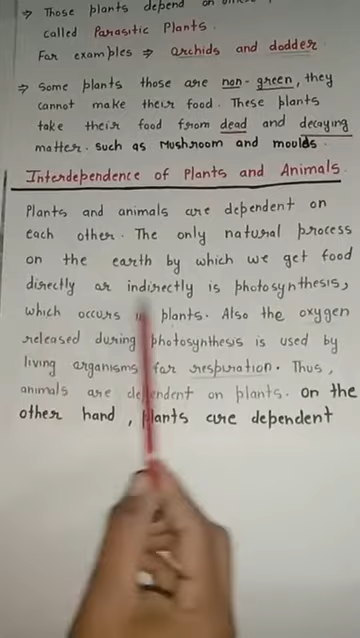 → Those plants depend on
called Parasitic Plants.
For examples ⇒ orchids and dodder.
⇒ Some plants those are non-green, they
cannot make their food. These plants
take their food from dead and decaying
matter. such as Mushroom and moulds.
Interdependence of Plants and Animals
Plants and animals are dependent on
each other. The only natural process
on the earth by which we get food
directly or indirectly is photosynthesis,
which occurs in plants. Also the oxygen
released during photosynthesis is used by
living organisms for respiration. Thus,
animals are dependent on plants. on the
other hand, plants are dependent